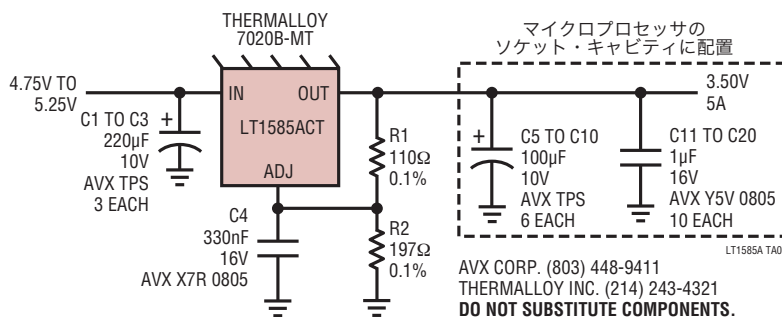 THERMALLOY
7020B-MT
マイクロプロセッサの
ソケット・キャビティに配置
4.75V TO
5.25V
IN
OUT
LT1585ACT
ADJ
3.50V
5A
C1 TO C3
220µF
10V
AVX TPS
3 EACH
+
R1
110Ω
0.1%
+
C5 TO C10
100µF
10V
AVX TPS
6 EACH
C11 TO C20
1µF
16V
AVX Y5V 0805
10 EACH
C4
330nF
16V
AVX X7R 0805
R2
197Ω
0.1%
LT1585A TA0
AVX CORP. (803) 448-9411
THERMALLOY INC. (214) 243-4321
DO NOT SUBSTITUTE COMPONENTS.